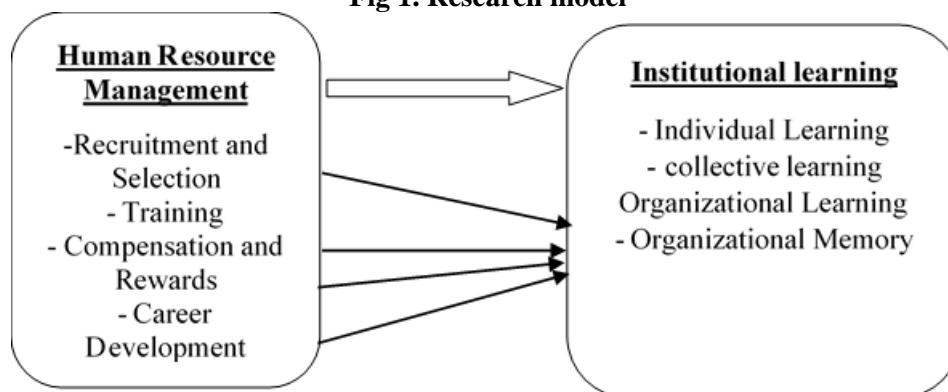 Fig 1: Research model
Human Resource
Management
-Recruitment and
Selection
- Training
- Compensation and
Rewards
- Career
Development
Institutional learning
- Individual Learning
- collective learning
Organizational Learning
- Organizational Memory